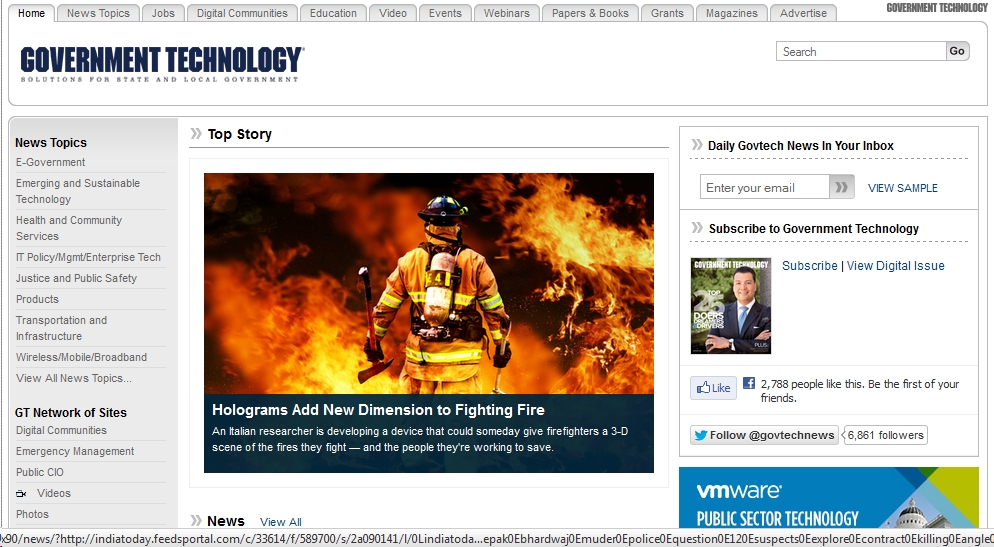 Home
News Topics
Jobs
Digital Communities
Education
Video
Events
Webinars
Papers & Books
Grants
Magazines
Advertise
GOVERNMENT TECHNOLOGY
GOVERNMENT TECHNOLOGY
SOLUTIONS FOR STATE AND LOCAL GOVERNMENT
Search
Go
News Topics
E-Government
Emerging and Sustainable
Technology
Health and Community
Services
IT Policy/Mgmt/Enterprise Tech
Justice and Public Safety
Products
Transportation and
Infrastructure
Wireless/Mobile/Broadband
View All News Topics...
GT Network of Sites
Digital Communities
Emergency Management
Public CIO
Videos
Photos
Top Story
4
Holograms Add New Dimension to Fighting Fire
An Italian researcher is developing a device that could someday give firefighters a 3-D
scene of the fires they fight — and the people they're working to save.
News View All
Daily Govtech News In Your Inbox
Enter your email
VIEW SAMPLE
Subscribe to Government Technology
GOVERNMENT TECHNOLOGY
TOP
25
DOERS
DREAMERS
DRIVERS
PLUS:
Subscribe | View Digital Issue
Like
2,788 people like this. Be the first of your
friends.
Follow @govtechnews
6,861 followers
vmware®
PUBLIC SECTOR TECHNOLOGY
x90/news/?http://indiatoday.feedsportal.com/c/33614/f/589700/s/2a090141/l/0Lindiatoda...epak0Ebhardwaj0Emuder0Epolice0Equestion0E120Esuspects0Eexplore0Econtract0Ekilling0Eangle0